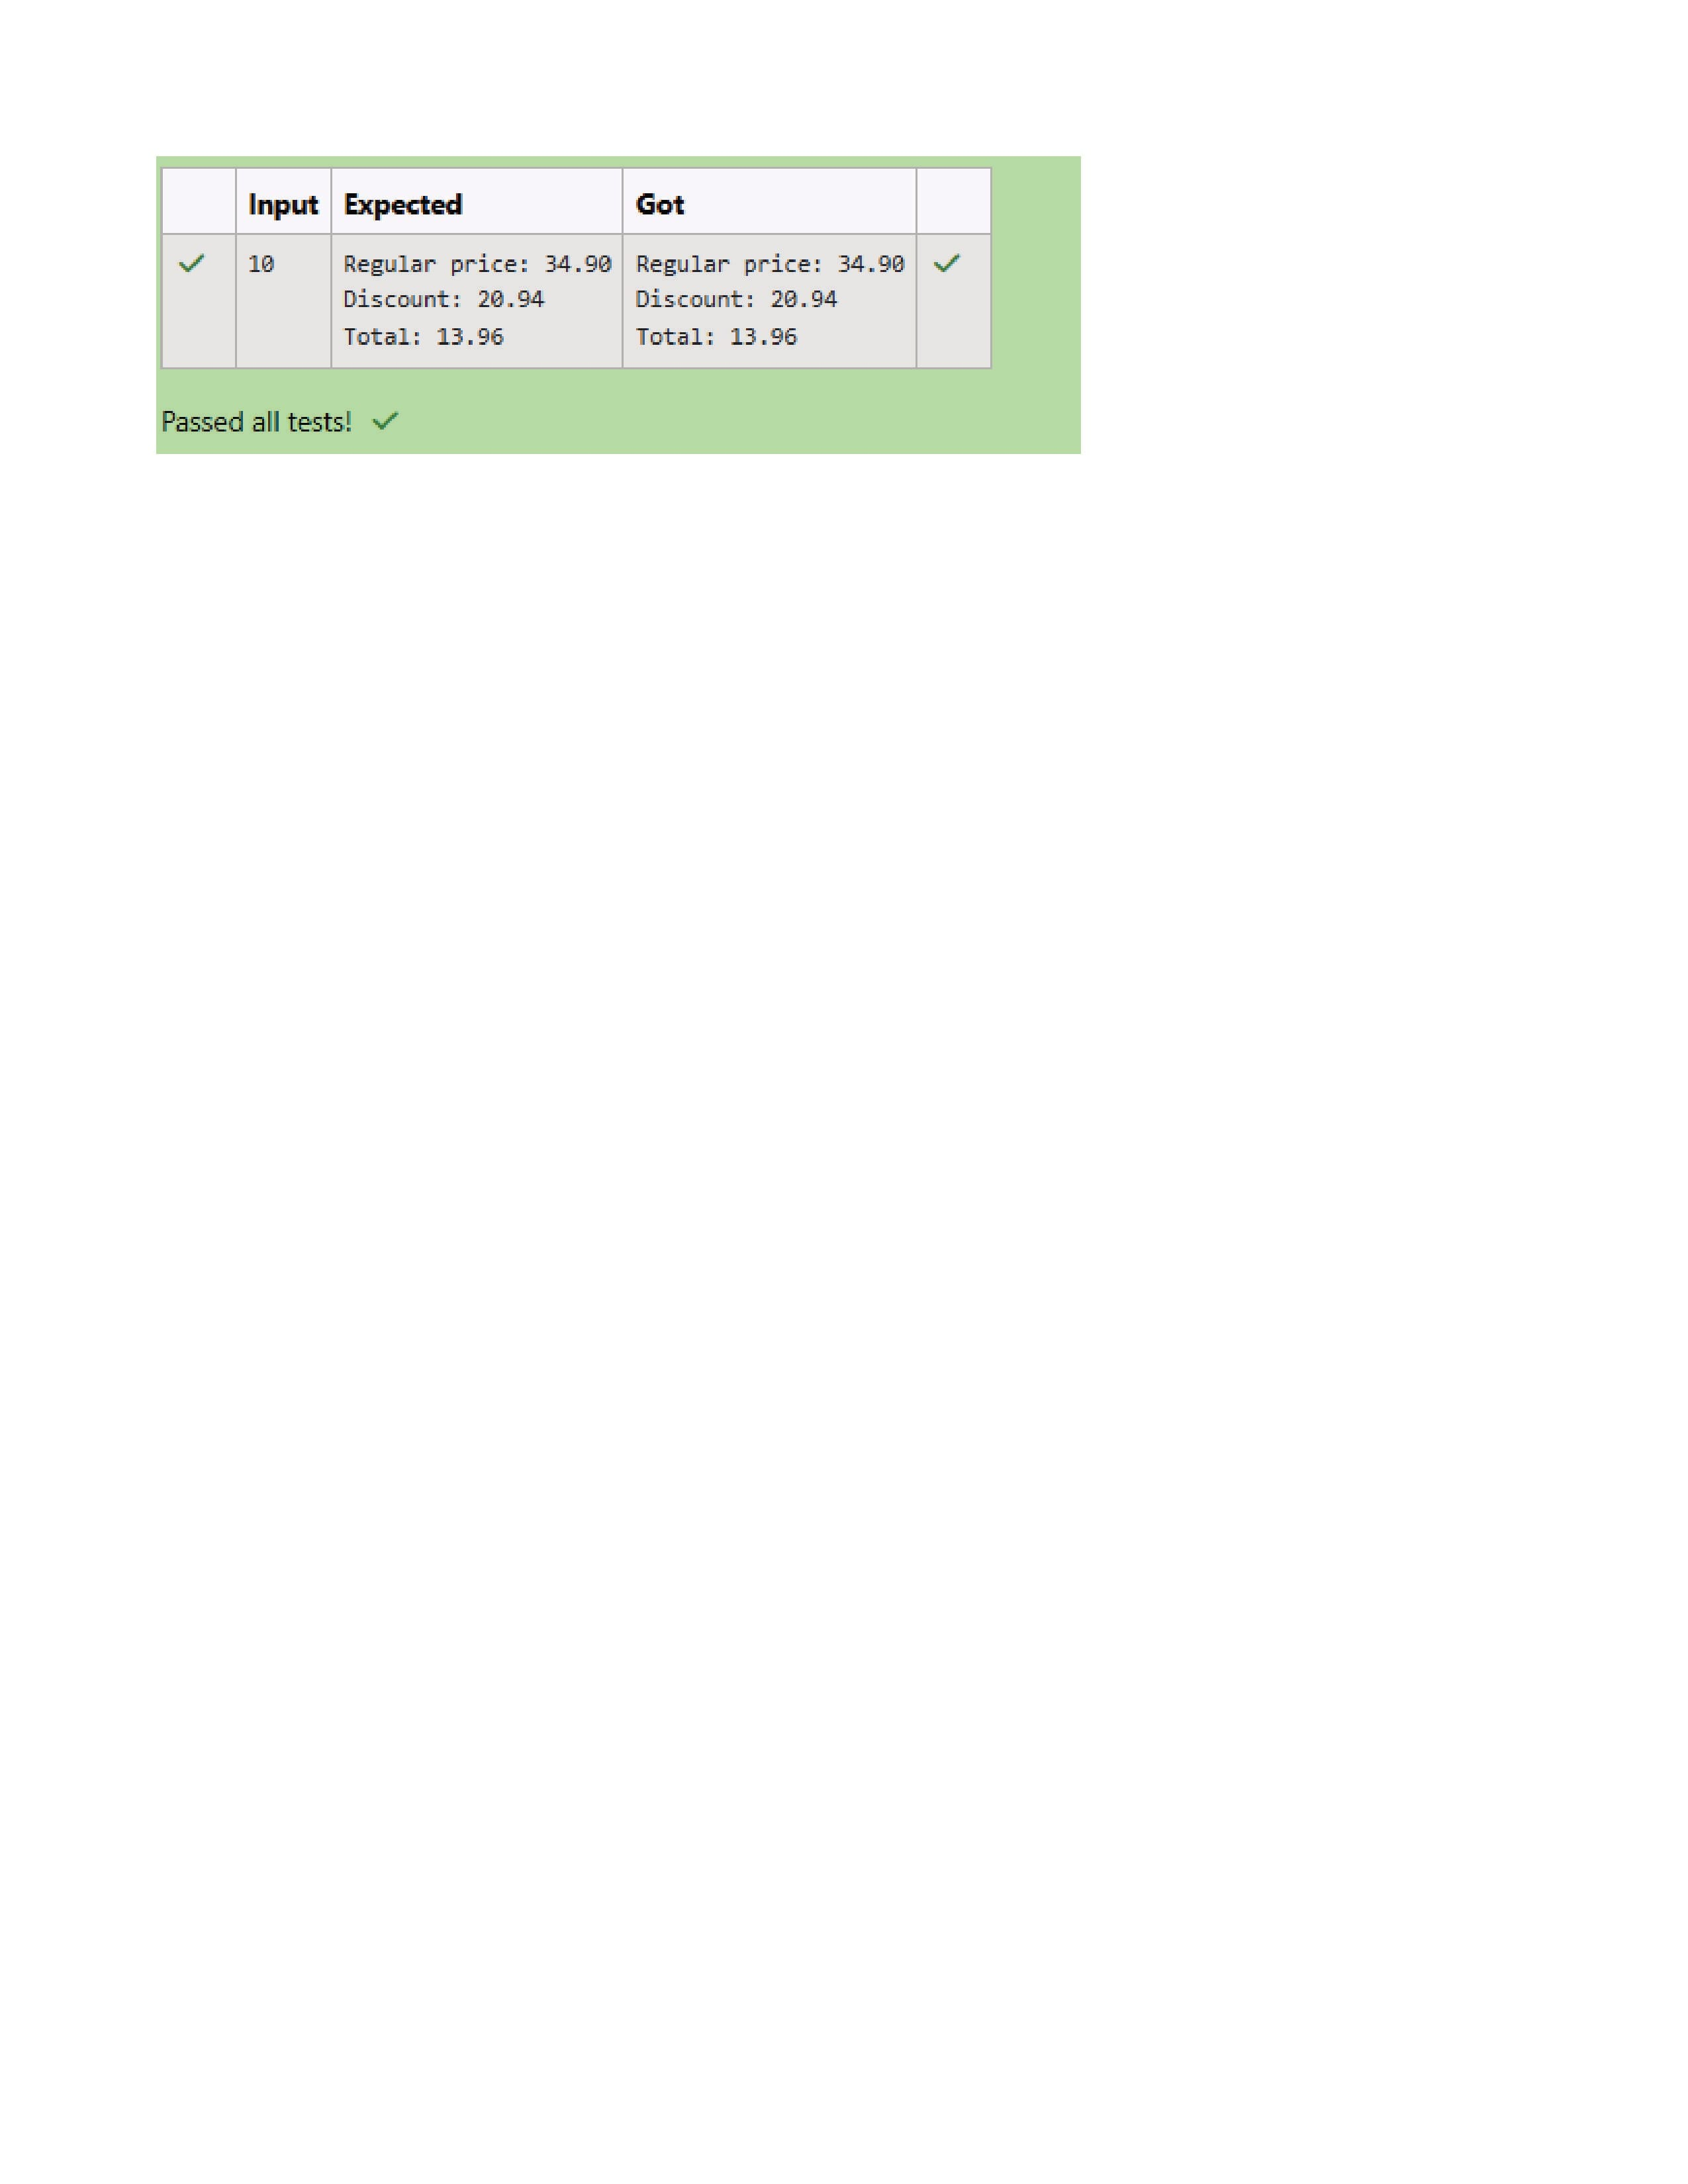 Input Expected Got
10 Regular price: 34.90 Regular price: 34.90
Discount: 20.94 Discount: 20.94
Total: 13.96 Total: 13.96
Passed all tests!